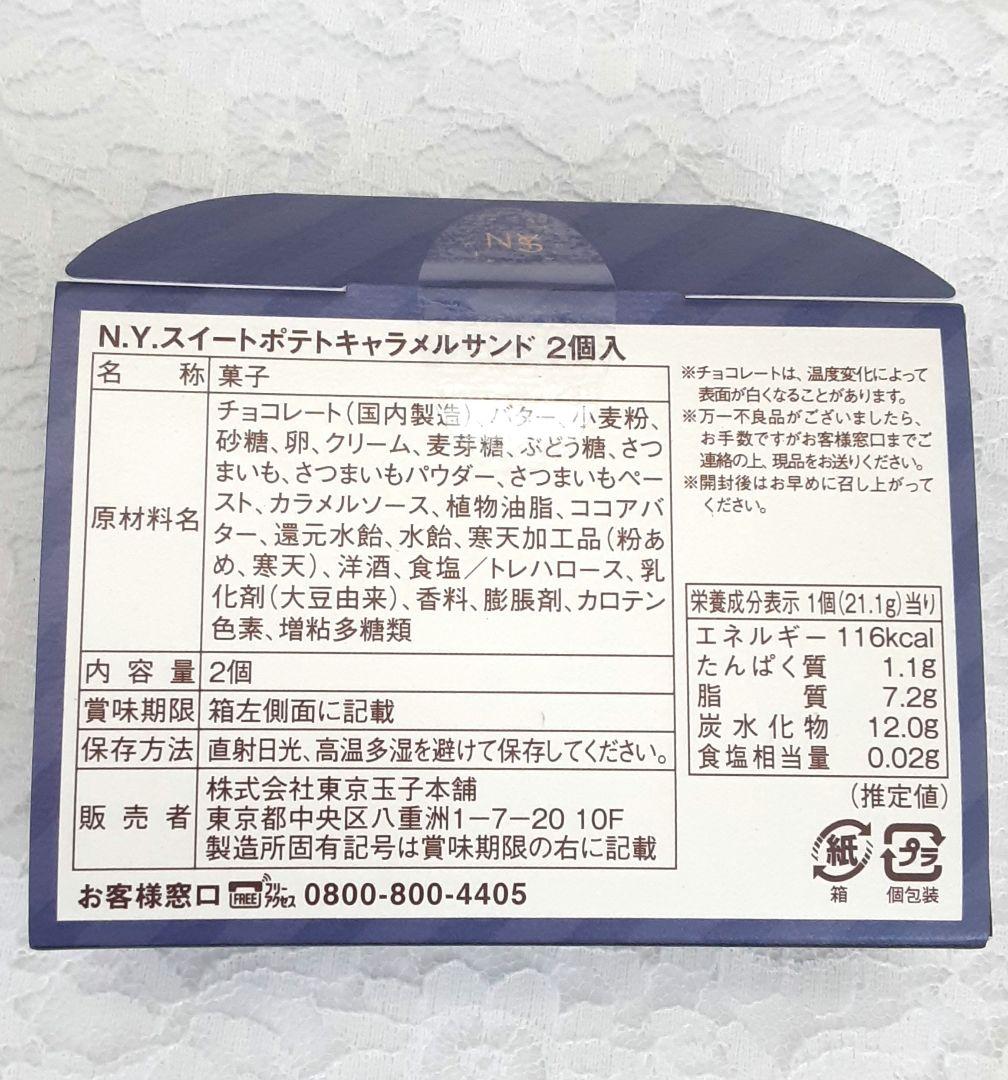 N.Y.スイートポテトキャラメルサンド 2個入
名称 菓子
原材料名
チョコレート(国内製造)、バター、小麦粉、
砂糖、卵、クリーム、麦芽糖、ぶどう糖、さつ
まいも、さつまいもパウダー、さつまいもペー
スト、カラメルソース、植物油脂、ココアバ
ター、還元水飴、水飴、寒天加工品(粉あ
め、寒天)、洋酒、食塩/トレハロース、乳
化剤(大豆由来)、香料、膨脹剤、カロテン
色素、増粘多糖類
内容量 2個
賞味期限 箱左側面に記載
保存方法 直射日光、高温多湿を避けて保存してください。
販売者
株式会社東京玉子本舗
東京都中央区八重洲1-7-20 10F
製造所固有記号は賞味期限の右に記載
お客様窓口 FREE フリーアクセス 0800-800-4405
※チョコレートは、温度変化によって
表面が白くなることがあります。
※万一不良品がございましたら、
お手数ですがお客様窓口までご
連絡の上、現品をお送りください。
※開封後はお早めに召し上がって
ください。
栄養成分表示 1個(21.1g)当り
エネルギー 116kcal
たんぱく質 1.1g
脂質 7.2g
炭水化物 12.0g
食塩相当量 0.02g
(推定値)
紙 プラ
箱 個包装